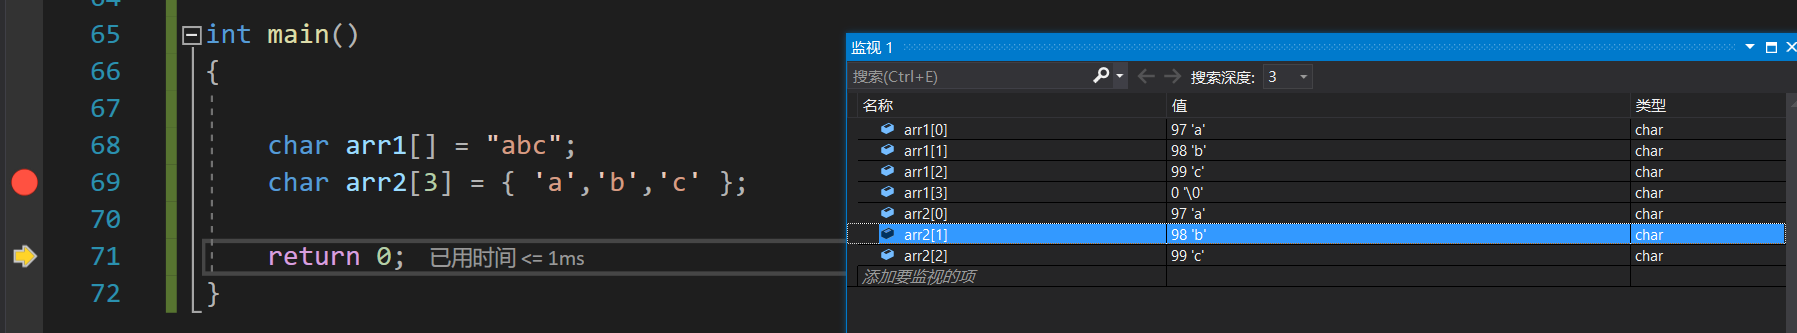 64
65 int main()
66 {
67
68 char arr1[] = "abc";
69 char arr2[3] = { 'a','b','c' };
70
71 return 0; 已用时间 <= 1ms
72 }
监视 1
搜索(Ctrl+E) 搜索深度: 3
名称 值 类型
arr1[0] 97 'a' char
arr1[1] 98 'b' char
arr1[2] 99 'c' char
arr1[3] 0 '\0' char
arr2[0] 97 'a' char
arr2[1] 98 'b' char
arr2[2] 99 'c' char
添加要监视的项